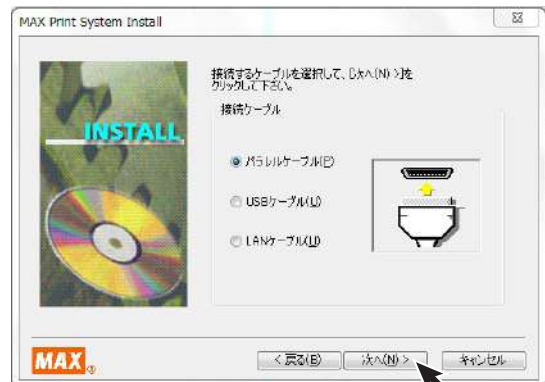 MAX Print System Install
接続するケーブルを選択して、[次へ(N) >]を
クリックして下さい。
接続ケーブル
INSTALL
パラレルケーブル(P)
USBケーブル(U)
LANケーブル(U)
MAX®
< 戻る(B)
次へ(N) >
キャンセル